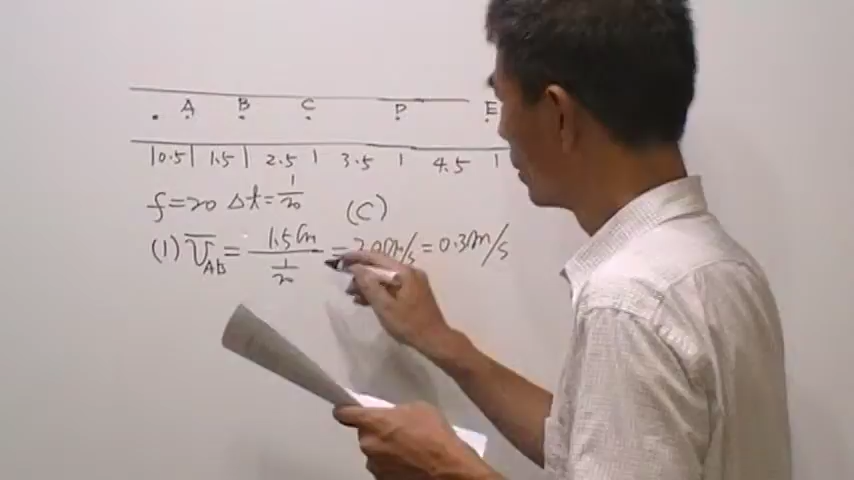 A B C P E
|0.5| 1.5| 2.5 | 3.5 | 4.5 |
f=20 Δt=1/20 (C)
(1) V̅AB = 1.5cm / 1/20 = 30cm/s = 0.3m/s